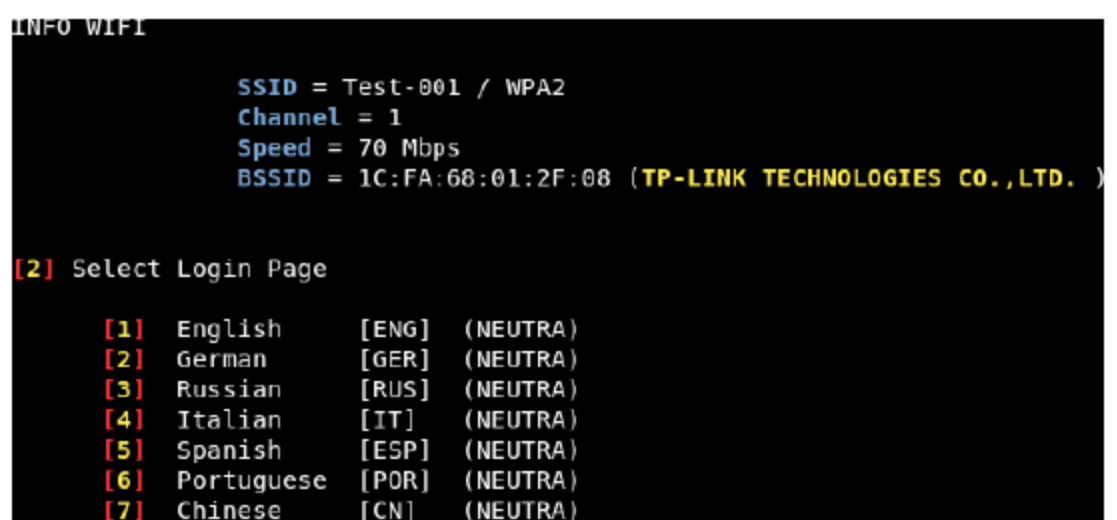 INFO WIFI
SSID = Test-001 / WPA2
Channel = 1
Speed = 70 Mbps
BSSID = 1C:FA:68:01:2F:08 (TP-LINK TECHNOLOGIES CO.,LTD. )
[2] Select Login Page
[1] English [ENG] (NEUTRA)
[2] German [GER] (NEUTRA)
[3] Russian [RUS] (NEUTRA)
[4] Italian [IT] (NEUTRA)
[5] Spanish [ESP] (NEUTRA)
[6] Portuguese [POR] (NEUTRA)
[7] Chinese [CN] (NEUTRA)